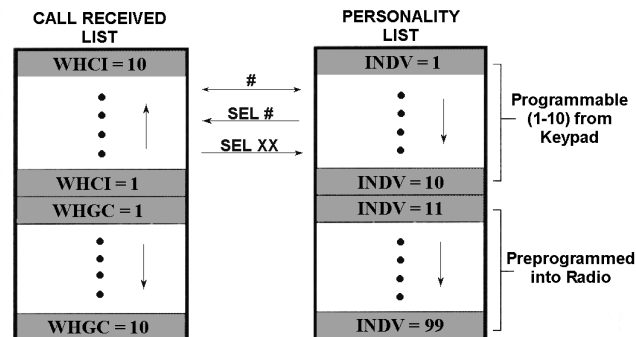 CALL RECEIVED
LIST
WHCI = 10
WHCI = 1
WHGC = 1
WHGC = 10
#
SEL #
SEL XX
PERSONALITY
LIST
INDV = 1
INDV = 10
INDV = 11
INDV = 99
Programmable
(1-10) from
Keypad
Preprogrammed
into Radio